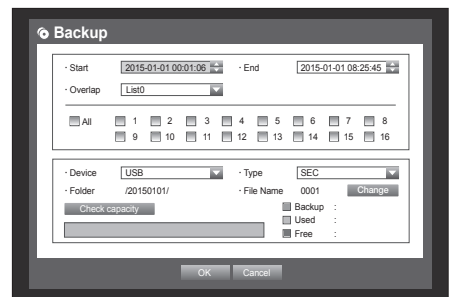 Backup
· Start 2015-01-01 00:01:06 · End 2015-01-01 08:25:45
· Overlap List0
All 1 2 3 4 5 6 7 8
9 10 11 12 13 14 15 16
· Device USB · Type SEC
· Folder /20150101/ · File Name 0001 Change
Check capacity Backup :
Used :
Free :
OK Cancel